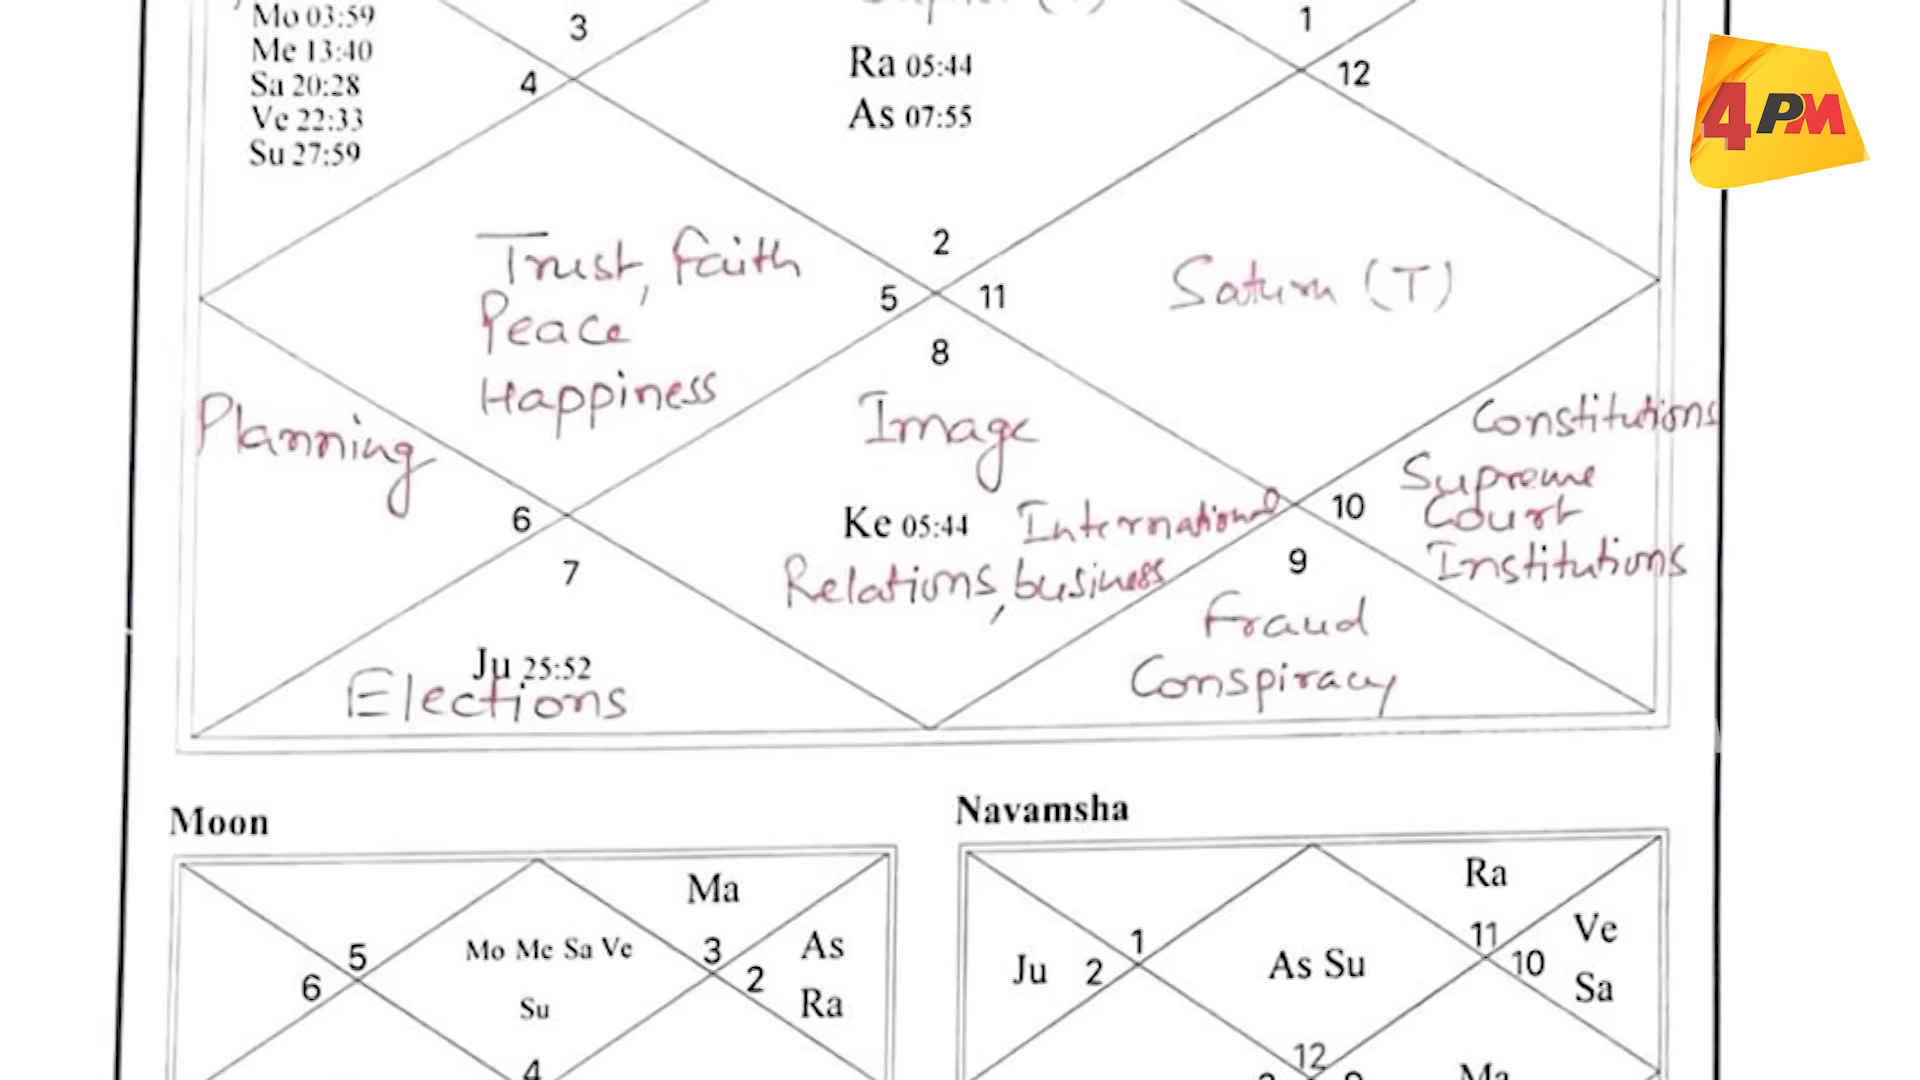 Mo 03:59
Me 13:40
Sa 20:28
Ve 22:33
Su 27:59
3
4
Ra 05:44
As 07:55
1
12
4PM
2
5
11
8
Trust, faith
Peace
Happiness
Saturn (T)
Planning
Image
Ke 05:44
International
Relations, business
Constitutions
Supreme
Court
Institutions
6
7
10
9
Ju 25:52
Elections
Fraud
Conspiracy
Moon
Ma
5
6
Mo Me Sa Ve
Su
3
2
As
Ra
4
Navamsha
Ra
1
Ju 2
As Su
11
10
Ve
Sa
12